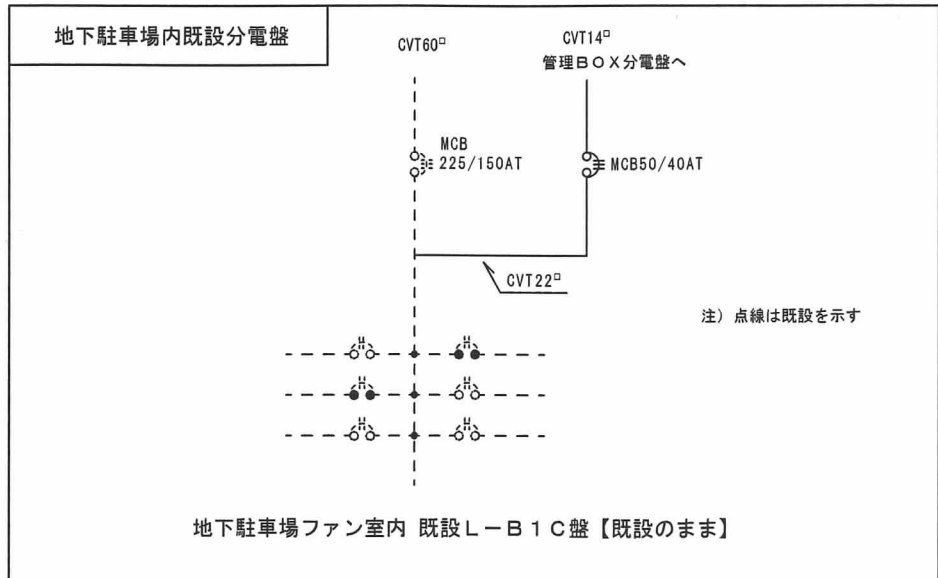 地下駐車場内既設分電盤
CVT60□
CVT14□
管理BOX分電盤へ
MCB
225/150AT
MCB50/40AT
CVT22□
注）点線は既設を示す
地下駐車場ファン室内 既設L－B1C盤【既設のまま】